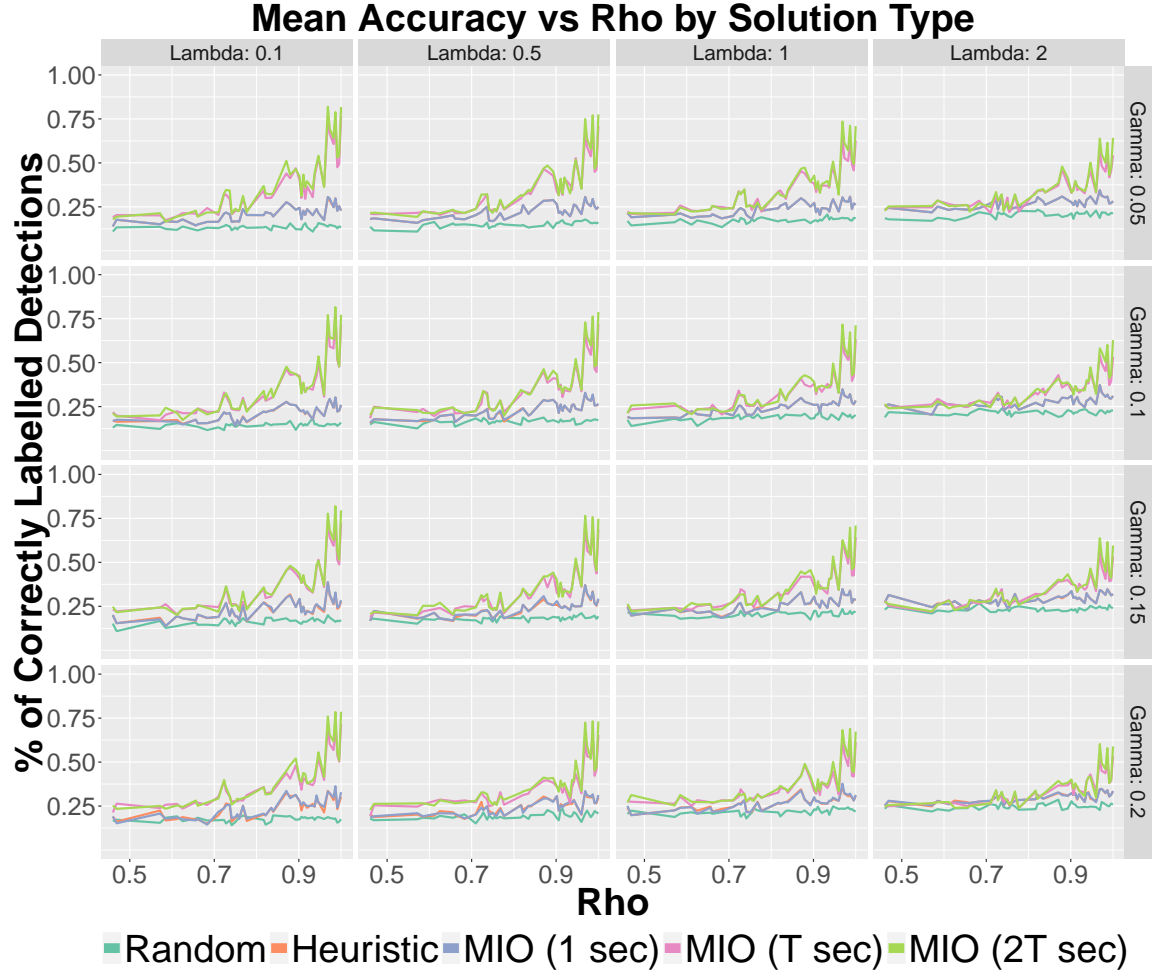 Mean Accuracy vs Rho by Solution Type
Lambda: 0.1 Lambda: 0.5 Lambda: 1 Lambda: 2
% of Correctly Labelled Detections
1.00
0.75
0.50
0.25
Gamma: 0.05
1.00
0.75
0.50
0.25
Gamma: 0.1
1.00
0.75
0.50
0.25
Gamma: 0.15
1.00
0.75
0.50
0.25
Gamma: 0.2
0.5 0.7 0.9 0.5 0.7 0.9 0.5 0.7 0.9 0.5 0.7 0.9
Rho
Random Heuristic MIO (1 sec) MIO (T sec) MIO (2T sec)